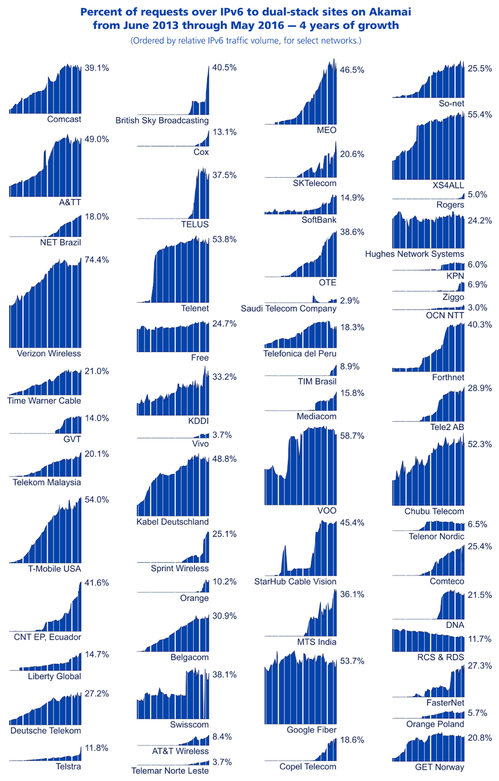 Percent of requests over IPv6 to dual-stack sites on Akamai
from June 2013 through May 2016 — 4 years of growth
(Ordered by relative IPv6 traffic volume, for select networks.)
39.1%
Comcast
49.0%
A&TT
18.0%
NET Brazil
74.4%
Verizon Wireless
21.0%
Time Warner Cable
14.0%
GVT
20.1%
Telekom Malaysia
54.0%
T-Mobile USA
41.6%
CNT EP, Ecuador
14.7%
Liberty Global
27.2%
Deutsche Telekom
11.8%
Telstra
40.5%
British Sky Broadcasting
13.1%
Cox
37.5%
TELUS
53.8%
Telenet
24.7%
Free
33.2%
KDDI
3.7%
Vivo
48.8%
Kabel Deutschland
25.1%
Sprint Wireless
10.2%
Orange
30.9%
Belgacom
38.1%
Swisscom
8.4%
AT&T Wireless
3.7%
Telemar Norte Leste
46.5%
MEO
20.6%
SKTelecom
14.9%
SoftBank
38.6%
OTE
2.9%
Saudi Telecom Company
18.3%
Telefonica del Peru
8.9%
TIM Brasil
15.8%
Mediacom
58.7%
VOO
45.4%
StarHub Cable Vision
36.1%
MTS India
53.7%
Google Fiber
18.6%
Copel Telecom
25.5%
So-net
55.4%
XS4ALL
5.0%
Rogers
24.2%
Hughes Network Systems
6.0%
KPN
6.9%
Ziggo
3.0%
OCN NTT
40.3%
Forthnet
28.9%
Tele2 AB
52.3%
Chubu Telecom
6.5%
Telenor Nordic
25.4%
Comteco
21.5%
DNA
11.7%
RCS & RDS
27.3%
FasterNet
5.7%
Orange Poland
20.8%
GET Norway